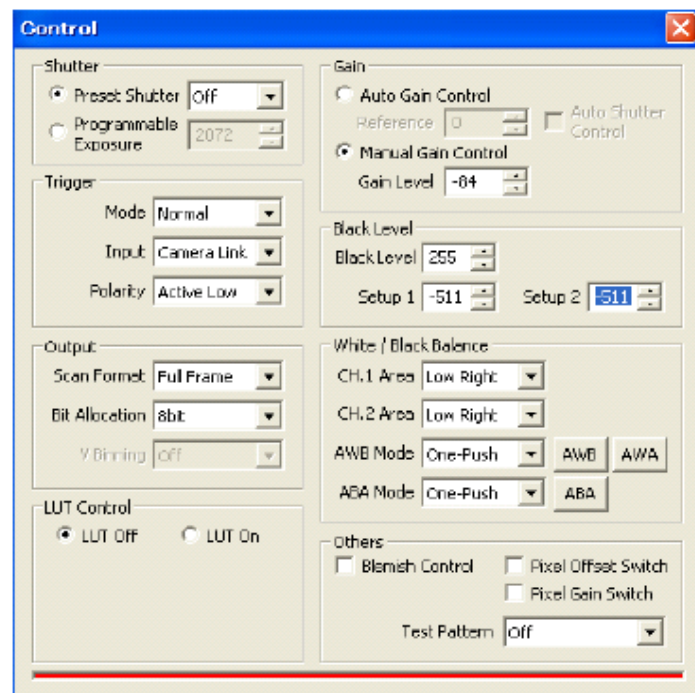 Control
Shutter
Preset Shutter Off
Programmable Exposure 2072
Trigger
Mode Normal
Input Camera Link
Polarity Active Low
Output
Scan Format Full Frame
Bit Allocation 8bit
V Binning Off
LUT Control
LUT Off LUT On
Gain
Auto Gain Control
Reference 0 Auto Shutter Control
Manual Gain Control
Gain Level -84
Black Level
Black Level 255
Setup 1 -511 Setup 2 -511
White / Black Balance
CH.1 Area Low Right
CH.2 Area Low Right
AWB Mode One-Push AWB AWA
ABA Mode One-Push ABA
Others
Blemish Control Pixel Offset Switch
Pixel Gain Switch
Test Pattern Off